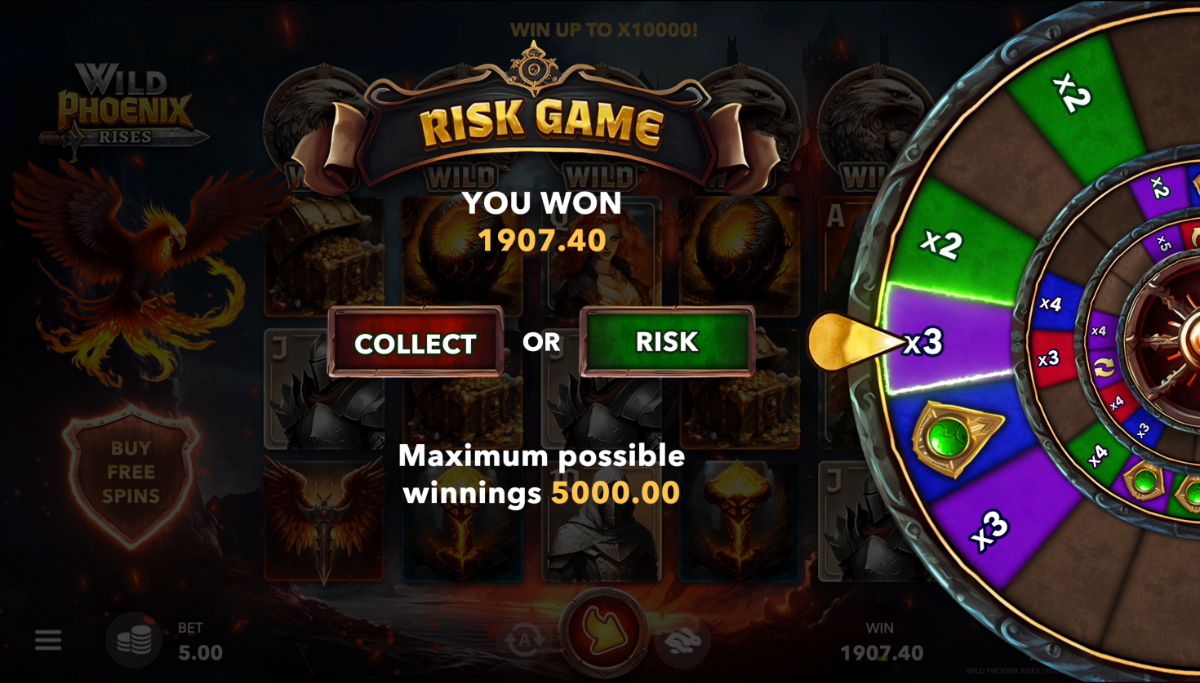 WIN UP TO X10000!
WILD
PHOENIX
RISES
RISK GAME
WILD
WILD
YOU WON
1907.40
COLLECT
OR
RISK
Maximum possible
winnings 5000.00
BUY
FREE
SPINS
A
J
J
x2
x2
x3
x3
x2
x4
x3
x4
x5
x4
x4
x3
BET
5.00
A
WIN
1907.40